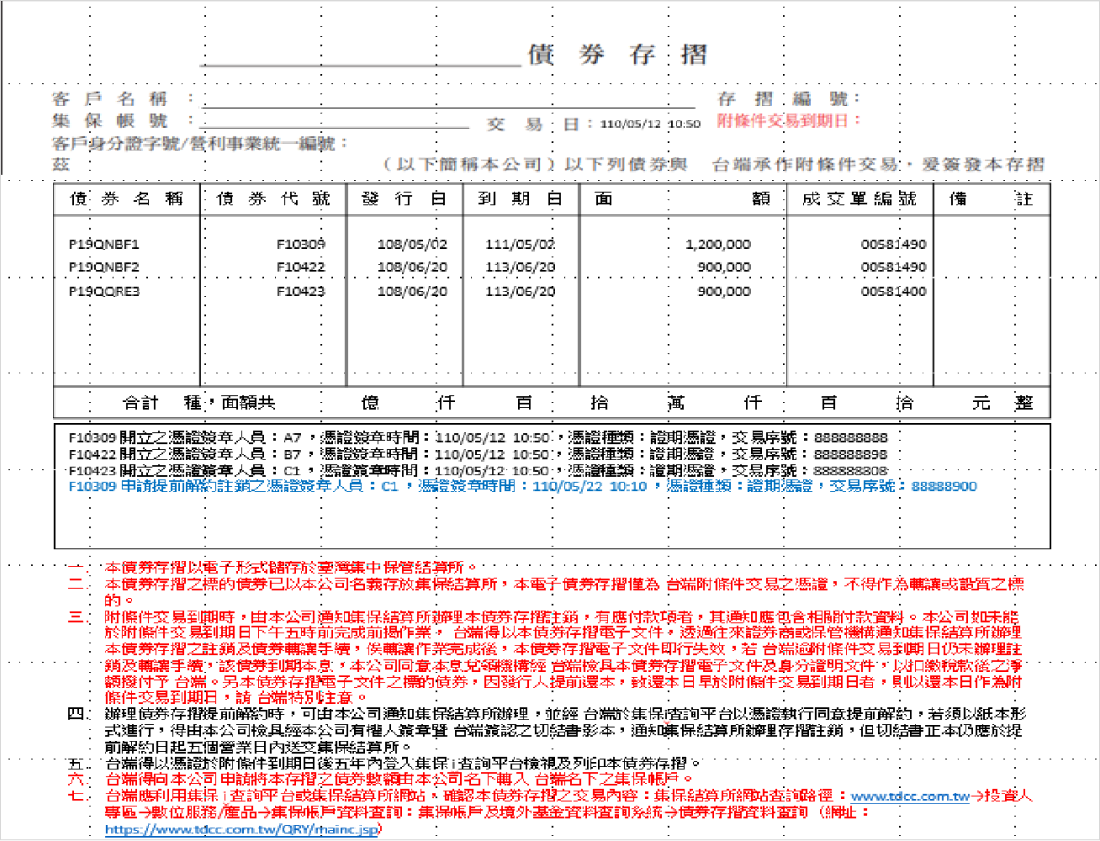 債券存摺
客戶名稱： 存摺編號：
集保帳號： 交易日：110/05/12 10:50 附條件交易到期日：
客戶身分證字號/營利事業統一編號：
茲 （以下簡稱本公司）以下列債券與 台端承作附條件交易，爰簽發本存摺
債券名稱 債券代號 發行日 到期日 面額 成交單編號 備註
P19QNBF1 F10309 108/05/02 111/05/02 1,200,000 00581490
P19QNBF2 F10422 108/06/20 113/06/20 900,000 00581490
P19QQRE3 F10423 108/06/20 113/06/20 900,000 00581400
合計 種，面額共 億 仟 百 拾 萬 仟 百 拾 元 整
F10309 開立之憑證簽章人員：A7，憑證簽章時間：110/05/12 10:50，憑證種類：證期憑證，交易序號：888888888
F10422 開立之憑證簽章人員：B7，憑證簽章時間：110/05/12 10:50，憑證種類：證期憑證，交易序號：888888898
F10423 開立之憑證簽章人員：C1，憑證簽章時間：110/05/12 10:50，憑證種類：證期憑證，交易序號：888888808
F10309 申請提前解約註銷之憑證簽章人員：C1，憑證簽章時間：110/05/22 10:10，憑證種類：證期憑證，交易序號：88888900
一、 本債券存摺以電子形式儲存於臺灣集中保管結算所。
二、 本債券存摺之標的債券已以本公司名義存放集保結算所，本電子債券存摺僅為 台端附條件交易之憑證，不得作為轉讓或設質之標
的。
三、 附條件交易到期時，由本公司通知集保結算所辦理本債券存摺註銷，有應付款項者，其通知應包含相關付款資料。本公司如未能
於附條件交易到期日下午五時前完成前揭作業， 台端得以本債券存摺電子文件，透過往來證券商或保管機構通知集保結算所辦理
本債券存摺之註銷及債券轉讓手續，俟轉讓作業完成後，本債券存摺電子文件即行失效，若 台端逾附條件交易到期日仍未辦理註
銷及轉讓手續，該債券到期本息，本公司同意本息兌領機構經 台端檢具本債券存摺電子文件及身分證明文件，以扣繳稅款後之淨
額撥付予 台端。另本債券存摺電子文件之標的債券，因發行人提前還本，致還本日早於附條件交易到期日者，則以還本日作為附
條件交易到期日，請 台端特別注意。
四、 辦理債券存摺提前解約時，可由本公司通知集保結算所辦理，並經 台端於集保i查詢平台以憑證執行同意提前解約，若須以紙本形
式進行，得由本公司檢具經本公司有權人簽章暨 台端簽認之切結書影本，通知集保結算所辦理存摺註銷，但切結書正本仍應於提
前解約日起五個營業日內送交集保結算所。
五、 台端得以憑證於附條件到期日後五年內登入集保 i 查詢平台檢視及列印本債券存摺。
六、 台端得向本公司申請將本存摺之債券數額由本公司名下轉入 台端名下之集保帳戶。
七、 台端應利用集保 i 查詢平台或集保結算所網站，確認本債券存摺之交易內容：集保結算所網站查詢路徑：www.tdcc.com.tw→投資人
專區→數位服務/產品→集保帳戶資料查詢：集保帳戶及境外基金資料查詢系統→債券存摺資料查詢（網址：
https://www.tdcc.com.tw/QRY/rhainc.jsp）